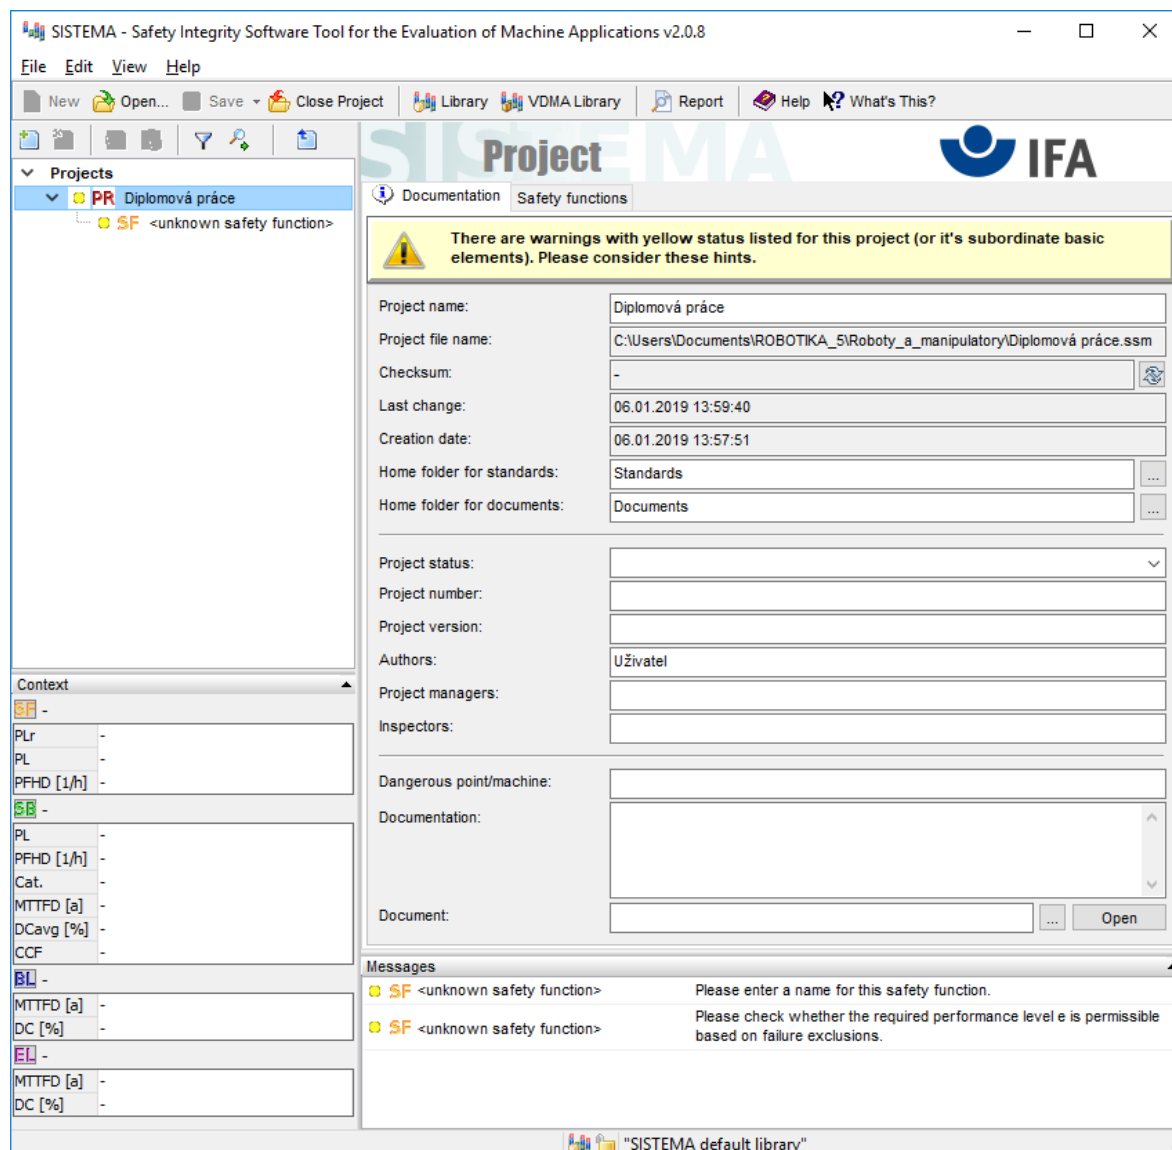 SISTEMA - Safety Integrity Software Tool for the Evaluation of Machine Applications v2.0.8
File Edit View Help
New Open... Save Close Project Library VDMA Library Report Help What's This?
SISTEMA
Project
IFA
Projects
PR Diplomová práce
SF <unknown safety function>
Documentation Safety functions
There are warnings with yellow status listed for this project (or it's subordinate basic
elements). Please consider these hints.
Project name: Diplomová práce
Project file name: C:\Users\Documents\ROBOTIKA_5\Roboty_a_manipulatory\Diplomová práce.ssm
Checksum: -
Last change: 06.01.2019 13:59:40
Creation date: 06.01.2019 13:57:51
Home folder for standards: Standards ...
Home folder for documents: Documents ...
Project status:
Project number:
Project version:
Authors: Uživatel
Project managers:
Inspectors:
Dangerous point/machine:
Documentation:
Document: ... Open
Context
SF -
PLr -
PL -
PFHD [1/h] -
SB -
PL -
PFHD [1/h] -
Cat. -
MTTFD [a] -
DCavg [%] -
CCF -
BL -
MTTFD [a] -
DC [%] -
EL -
MTTFD [a] -
DC [%] -
Messages
SF <unknown safety function> Please enter a name for this safety function.
SF <unknown safety function> Please check whether the required performance level e is permissible
based on failure exclusions.
"SISTEMA default library"